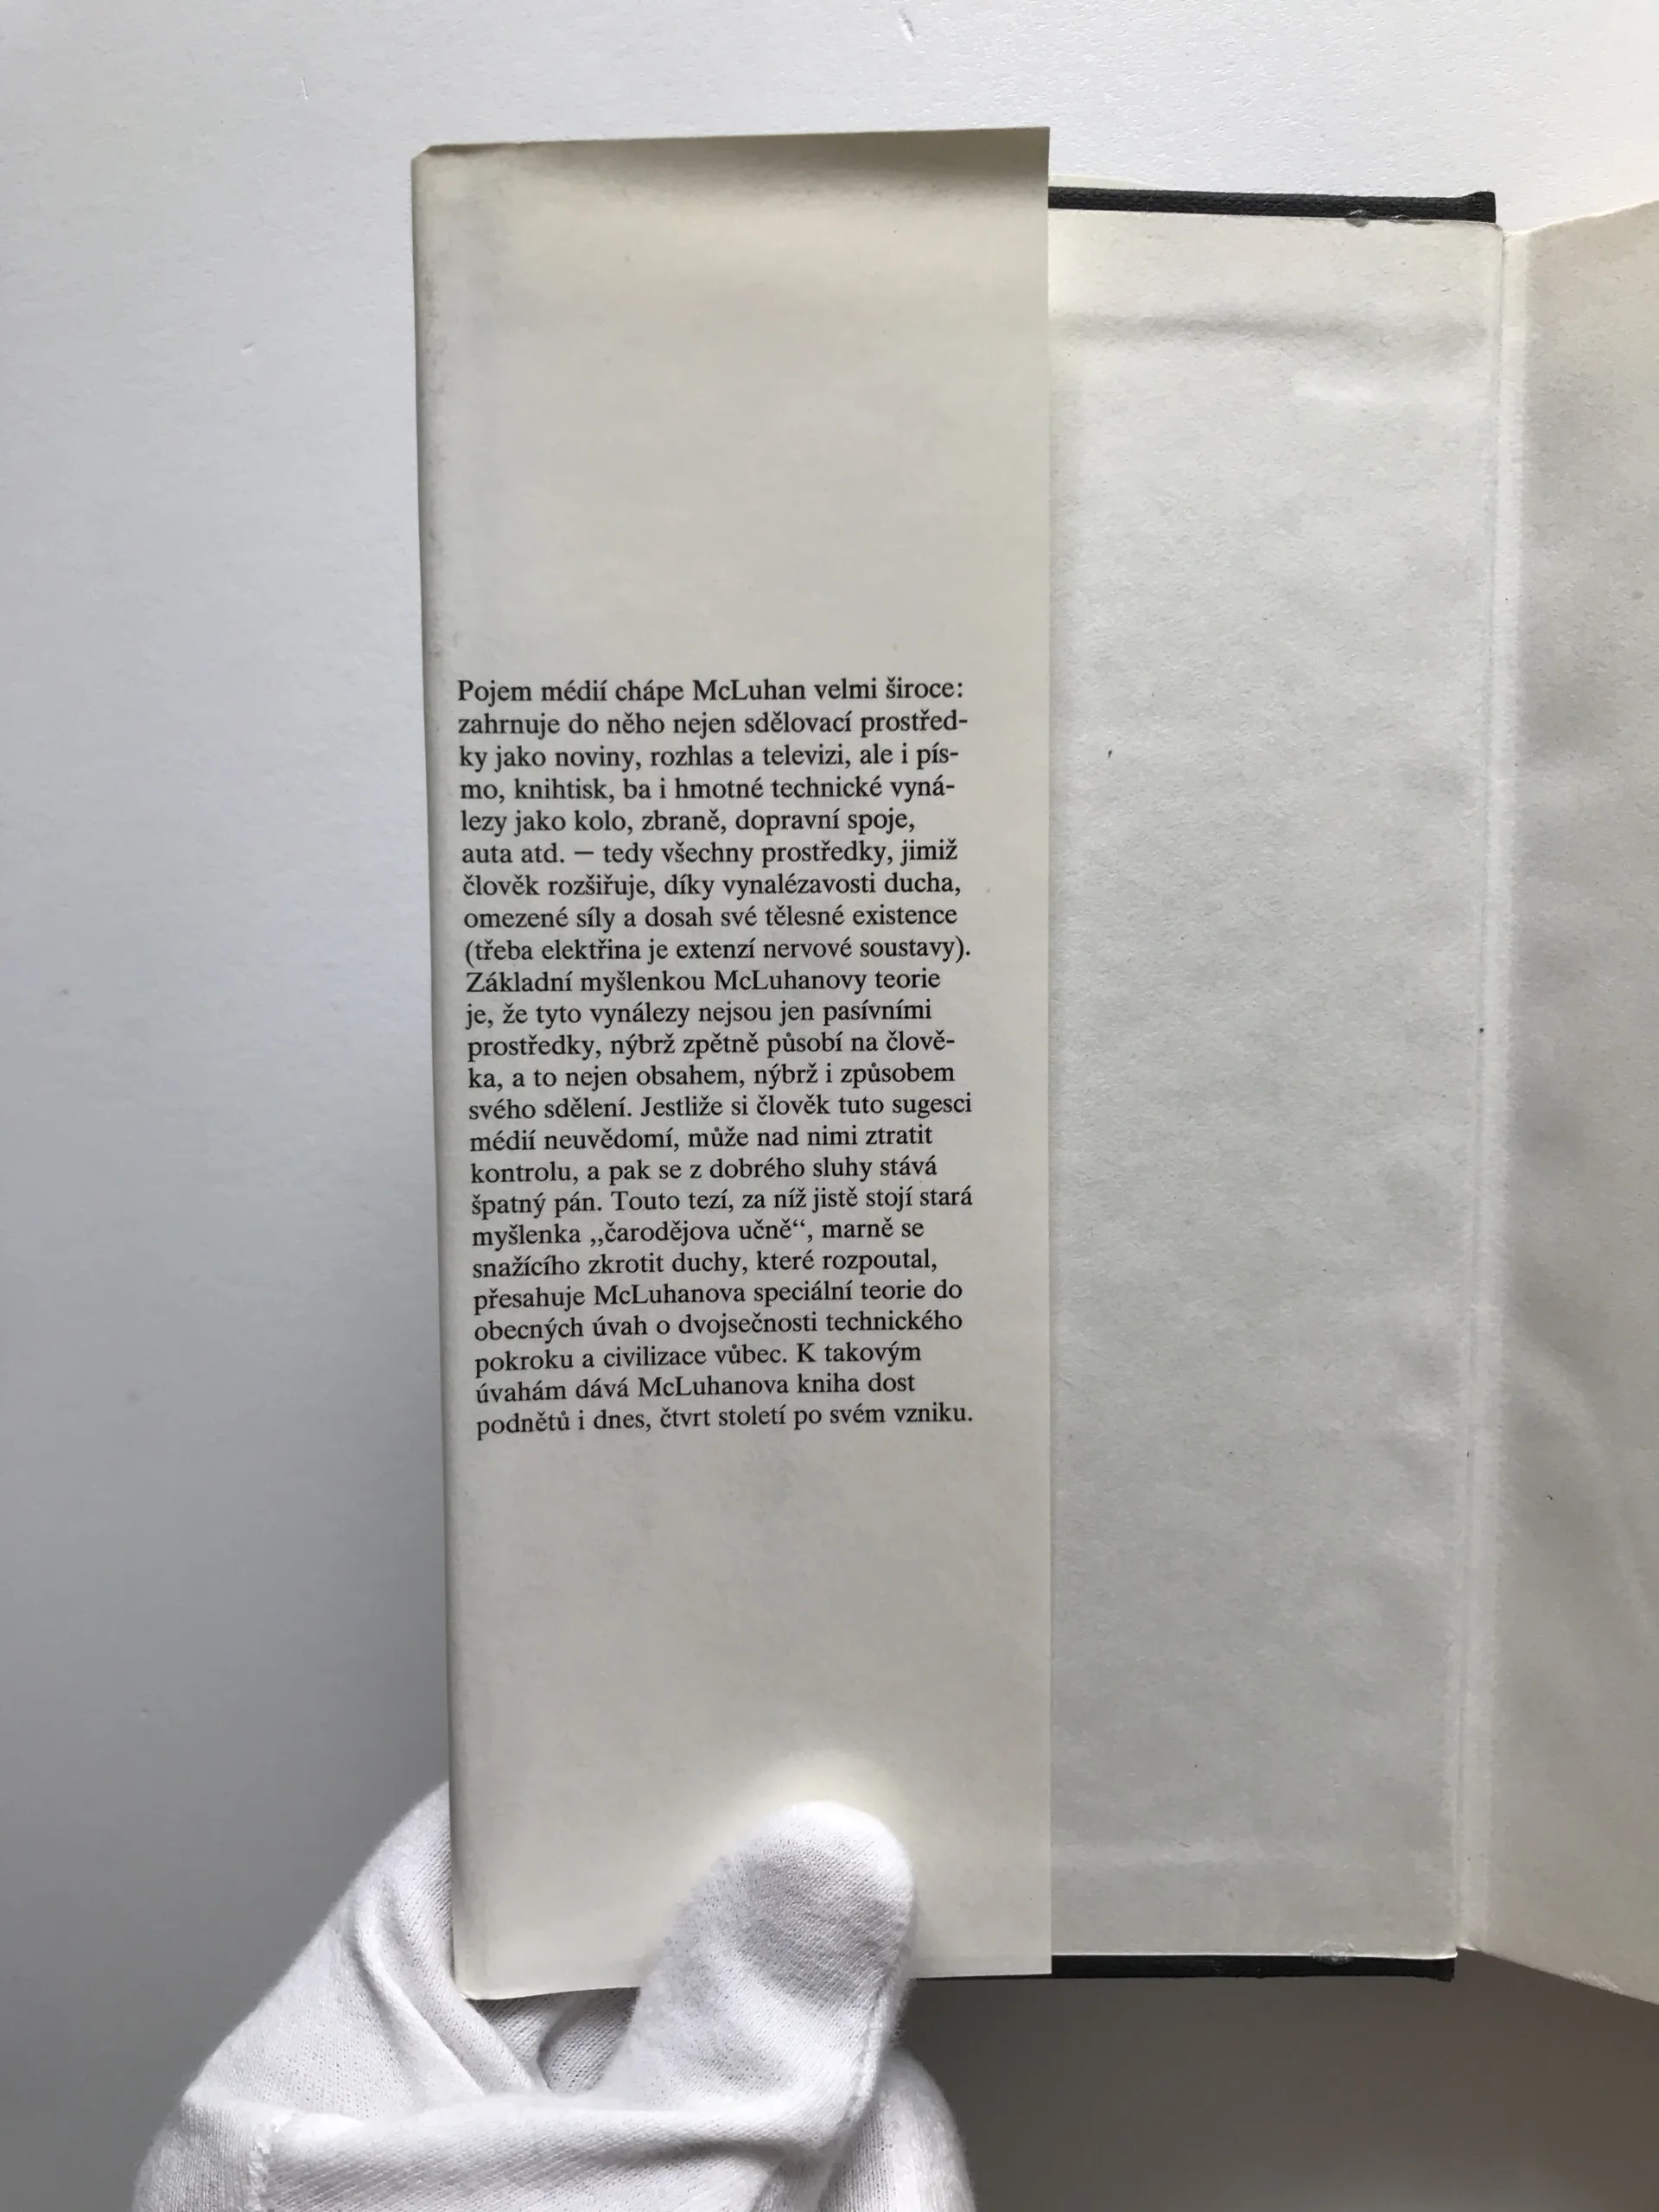 Pojem médií chápe McLuhan velmi široce:
zahrnuje do něho nejen sdělovací prostřed-
ky jako noviny, rozhlas a televizi, ale i pís-
mo, knihtisk, ba i hmotné technické vyná-
lezy jako kolo, zbraně, dopravní spoje,
auta atd. — tedy všechny prostředky, jimiž
člověk rozšiřuje, díky vynalézavosti ducha,
omezené síly a dosah své tělesné existence
(třeba elektřina je extenzí nervové soustavy).
Základní myšlenkou McLuhanovy teorie
je, že tyto vynálezy nejsou jen pasívními
prostředky, nýbrž zpětně působí na člově-
ka, a to nejen obsahem, nýbrž i způsobem
svého sdělení. Jestliže si člověk tuto sugesci
médií neuvědomí, může nad nimi ztratit
kontrolu, a pak se z dobrého sluhy stává
špatný pán. Touto tezí, za níž jistě stojí stará
myšlenka „čarodějova učně“, marně se
snažícího zkrotit duchy, které rozpoutal,
přesahuje McLuhanova speciální teorie do
obecných úvah o dvojsečnosti technického
pokroku a civilizace vůbec. K takovým
úvahám dává McLuhanova kniha dost
podnětů i dnes, čtvrt století po svém vzniku.